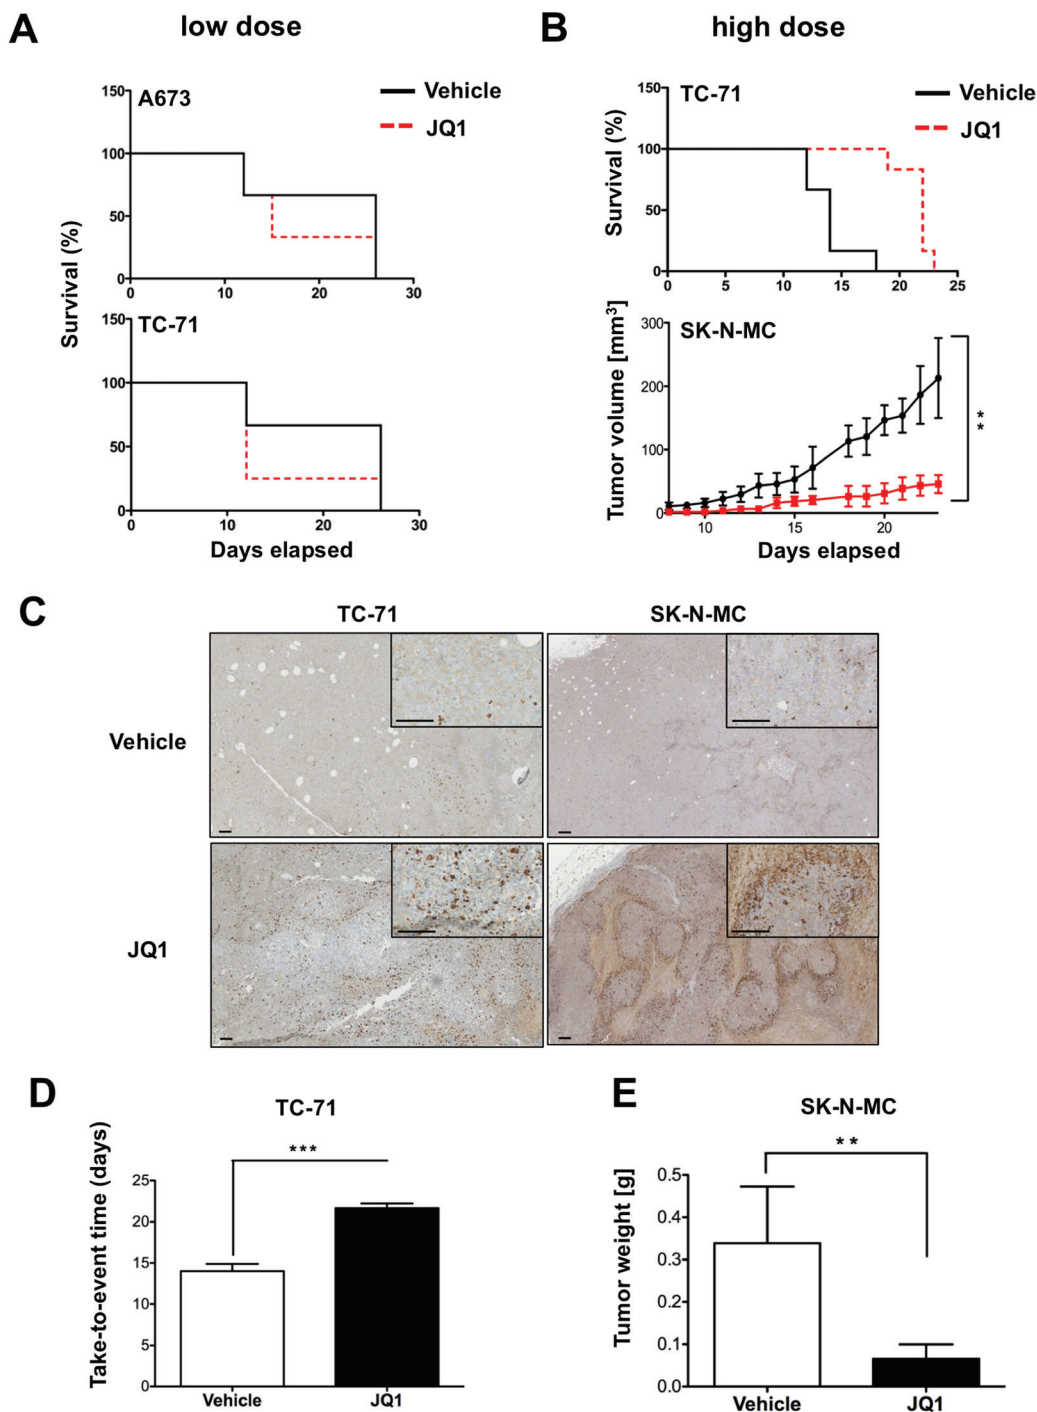 A
low dose
B
high dose
150
A673
Vehicle
JQ1
100
50
0
0
10
20
30
Survival (%)
150
TC-71
100
50
0
0
10
20
30
Days elapsed
150
TC-71
Vehicle
JQ1
100
50
0
0
5
10
15
20
25
Survival (%)
300
SK-N-MC
200
100
0
10
15
20
Tumor volume [mm³]
Days elapsed
**
C
TC-71
SK-N-MC
Vehicle
JQ1
D
TC-71
***
Take-to-event time (days)
25
20
15
10
5
0
Vehicle
JQ1
E
SK-N-MC
**
Tumor weight [g]
0.5
0.4
0.3
0.2
0.1
0.0
Vehicle
JQ1